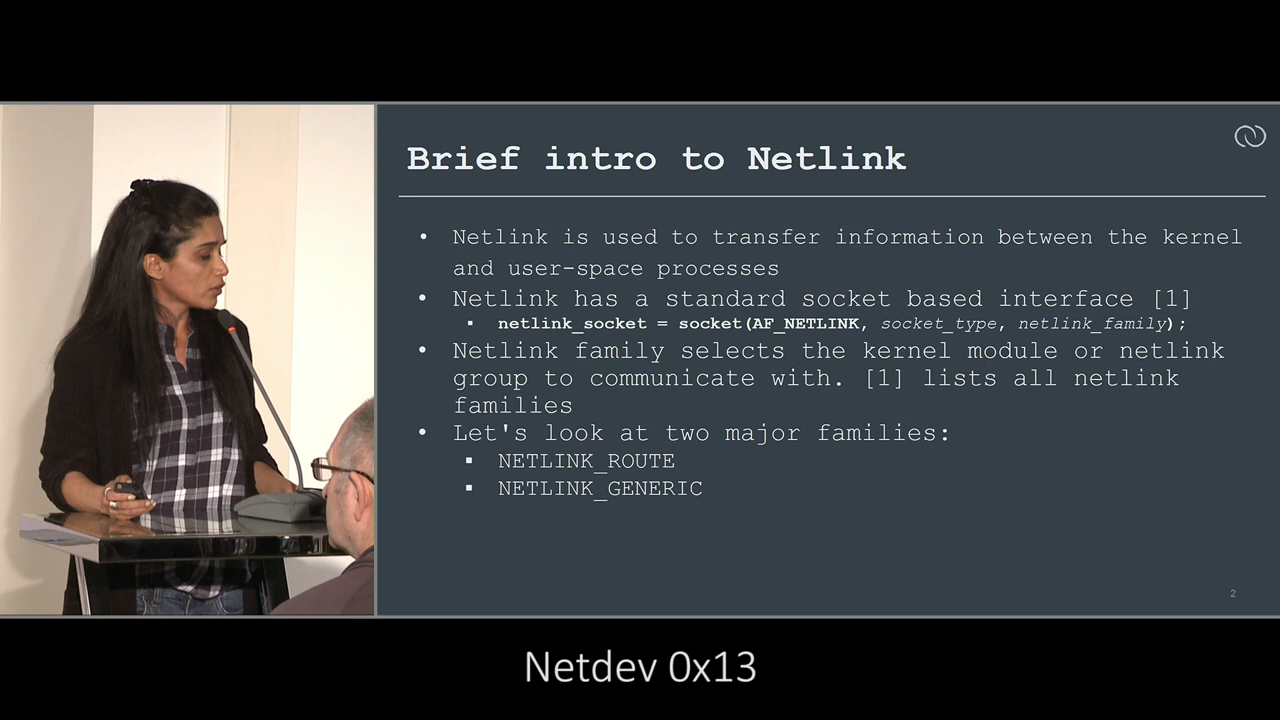 Brief intro to Netlink
• Netlink is used to transfer information between the kernel
and user-space processes
• Netlink has a standard socket based interface [1]
▪ netlink_socket = socket(AF_NETLINK, socket_type, netlink_family);
• Netlink family selects the kernel module or netlink
group to communicate with. [1] lists all netlink
families
• Let's look at two major families:
▪ NETLINK_ROUTE
▪ NETLINK_GENERIC
2
Netdev 0x13